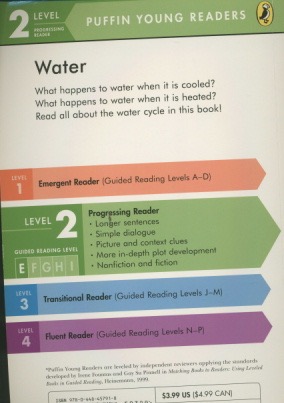 2 LEVEL
PROGRESSING
READER
PUFFIN YOUNG READERS
Water
What happens to water when it is cooled?
What happens to water when it is heated?
Read all about the water cycle in this book!
LEVEL
1
Emergent Reader (Guided Reading Levels A–D)
LEVEL 2
GUIDED READING LEVEL
E F G H I
Progressing Reader
• Longer sentences
• Simple dialogue
• Picture and context clues
• More in-depth plot development
• Nonfiction and fiction
LEVEL
3
Transitional Reader (Guided Reading Levels J–M)
LEVEL
4
Fluent Reader (Guided Reading Levels N–P)
*Puffin Young Readers are leveled by independent reviewers applying the standards
developed by Irene Fountas and Gay Su Pinnell in Matching Books to Readers: Using Leveled
Books in Guided Reading, Heinemann, 1999.
$3.99 US ($4.99 CAN)